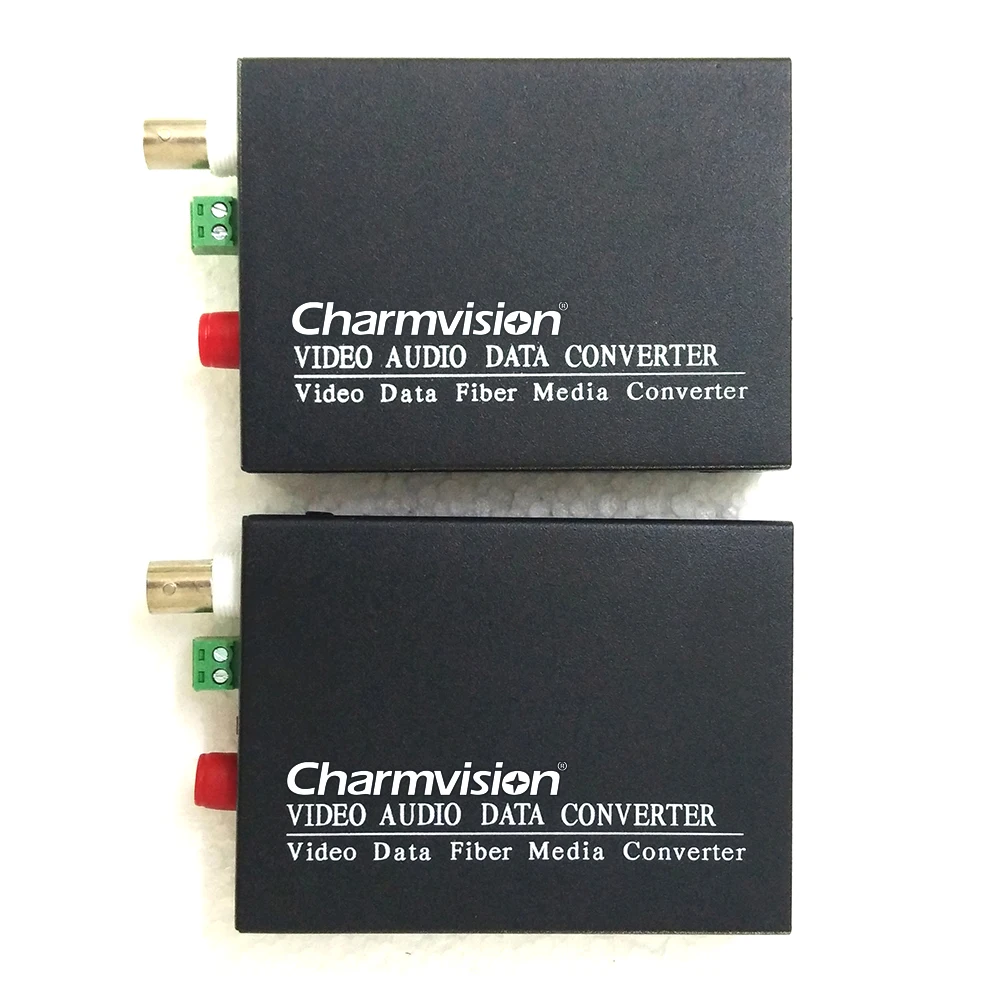 Charmvision®
VIDEO AUDIO DATA CONVERTER
Video Data Fiber Media Converter
Charmvision®
VIDEO AUDIO DATA CONVERTER
Video Data Fiber Media Converter